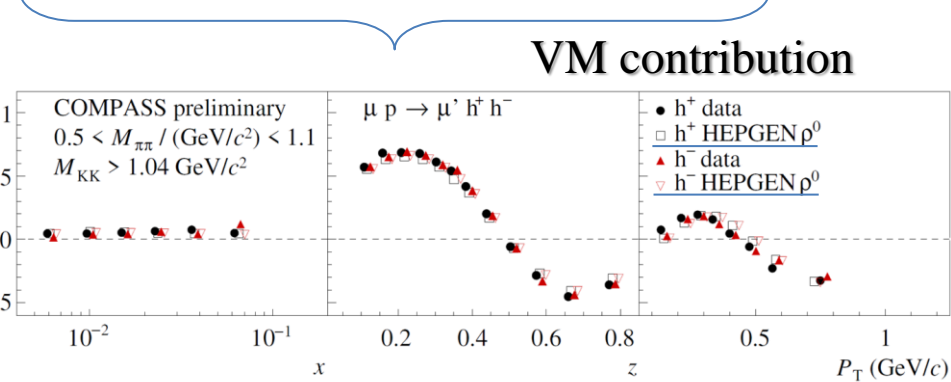 VM contribution
COMPASS preliminary
0.5 < M_ππ / (GeV/c²) < 1.1
M_KK > 1.04 GeV/c²
μ p → μ’ h⁺ h⁻
h⁺ data
h⁺ HEPGEN ρ⁰
h⁻ data
h⁻ HEPGEN ρ⁰
1
5
0
5
10⁻² 10⁻¹ 0.2 0.4 0.6 0.8 0.5 1
x z P_T (GeV/c)